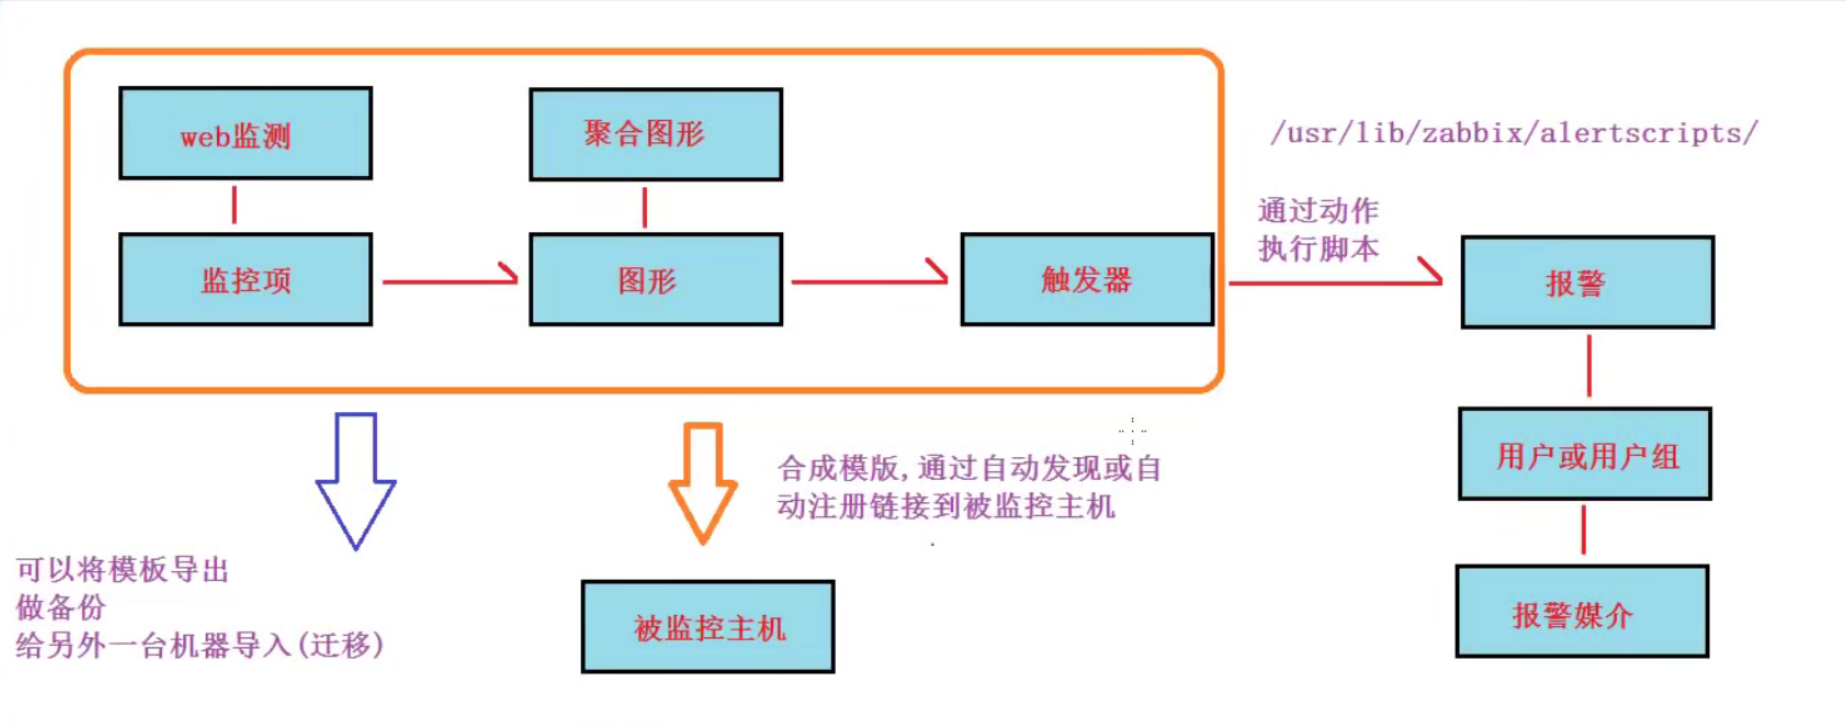 web监测
聚合图形
/usr/lib/zabbix/alertscripts/
通过动作
执行脚本
监控项
图形
触发器
报警
用户或用户组
合成模版,通过自动发现或自
动注册链接到被监控主机
可以将模板导出
做备份
给另外一台机器导入(迁移)
被监控主机
报警媒介